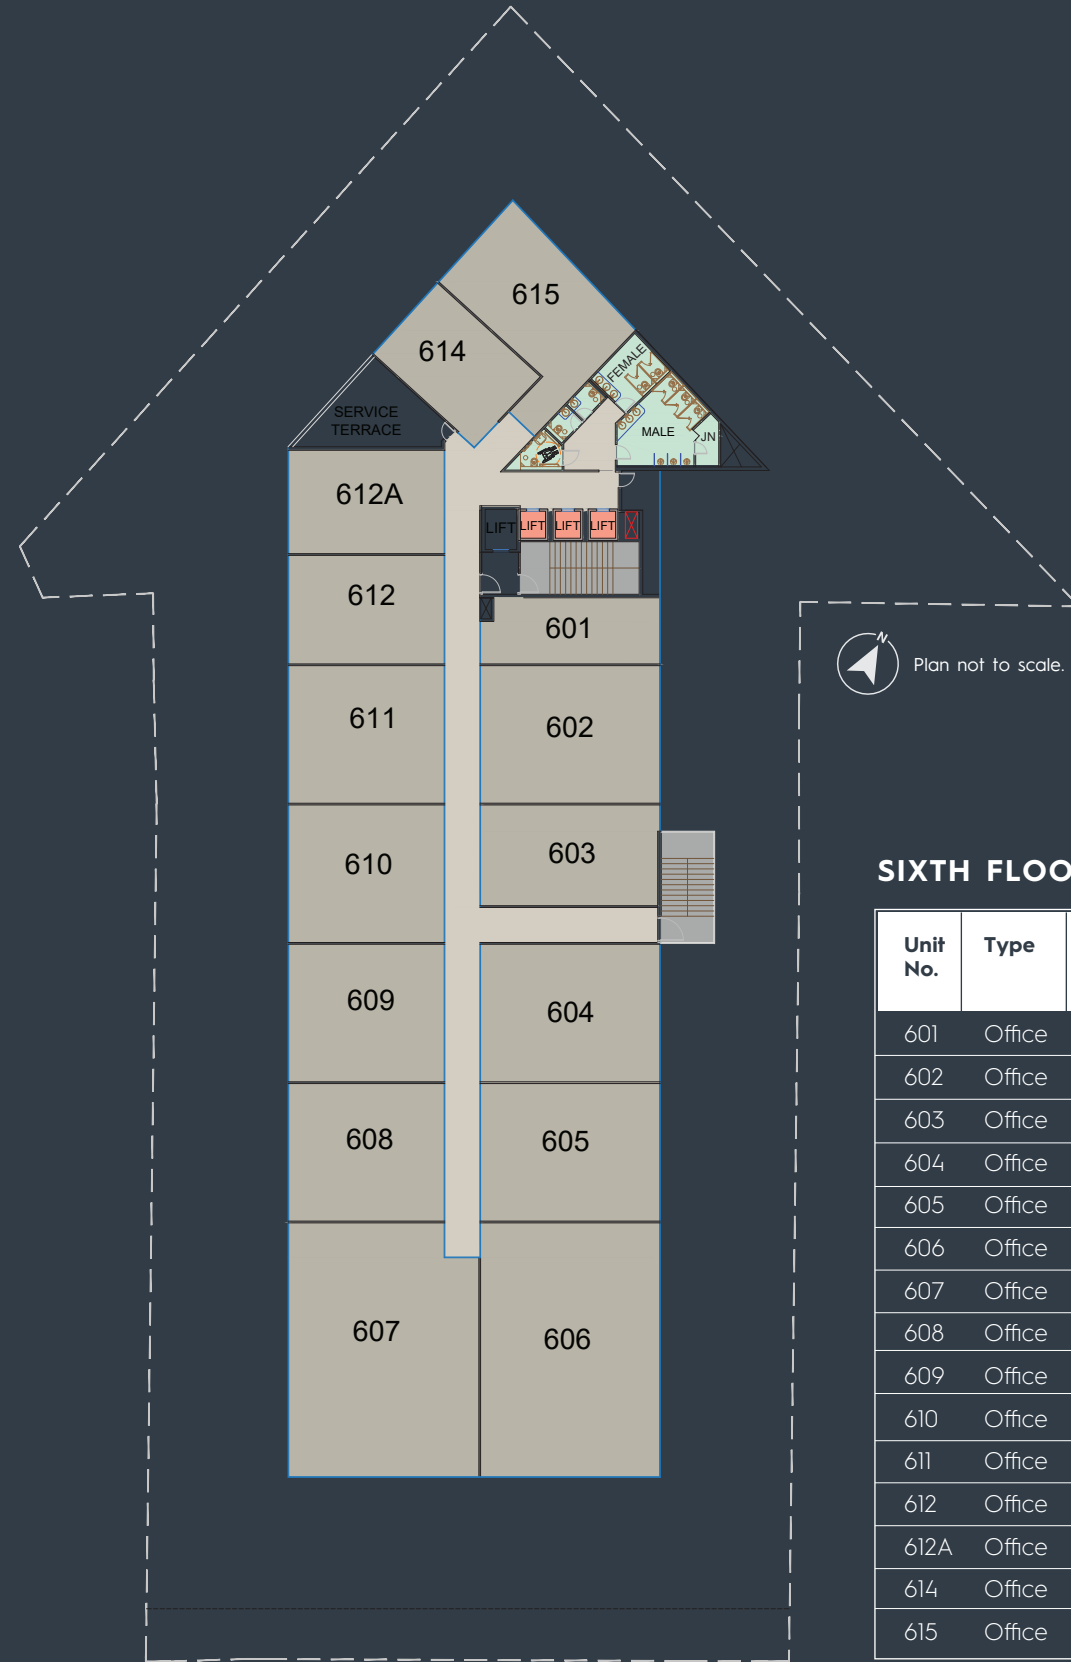 615
614
FEMALE
SERVICE
TERRACE
MALE
JN
612A
LIFT
LIFT
LIFT
LIFT
612
601
N
Plan not to scale.
611
602
610
603
SIXTH FLOO
609
604
608
605
607
606
Unit No. Type
601 Office
602 Office
603 Office
604 Office
605 Office
606 Office
607 Office
608 Office
609 Office
610 Office
611 Office
612 Office
612A Office
614 Office
615 Office